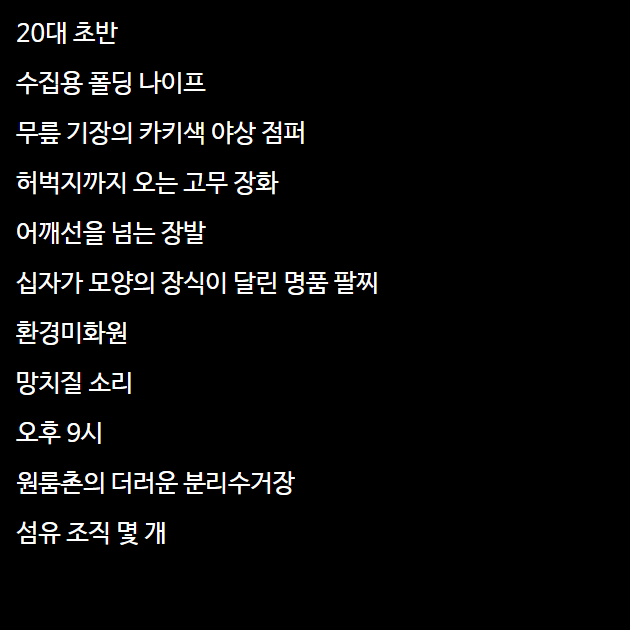 20대 초반
수집용 폴딩 나이프
무릎 기장의 카키색 야상 점퍼
허벅지까지 오는 고무 장화
어깨선을 넘는 장발
십자가 모양의 장식이 달린 명품 팔찌
환경미화원
망치질 소리
오후 9시
원룸촌의 더러운 분리수거장
섬유 조직 몇 개